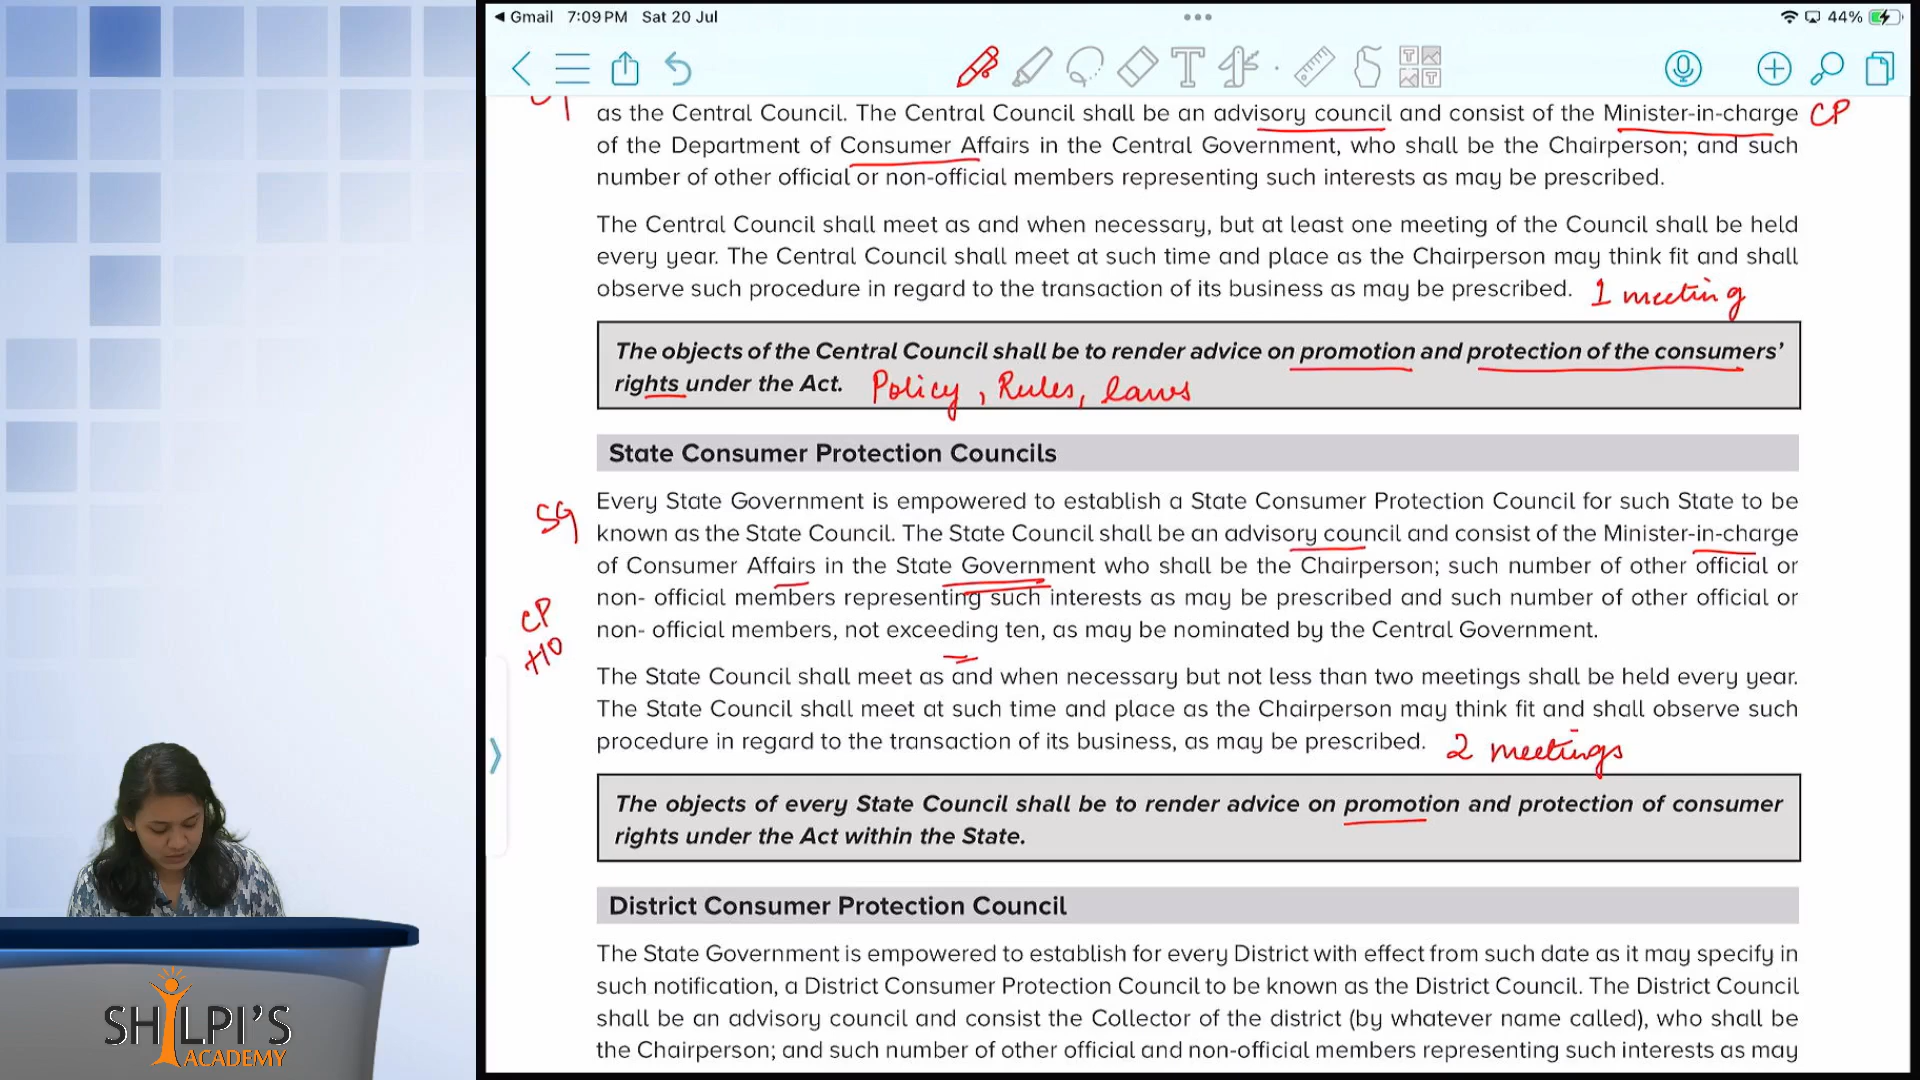 Gmail 7:09 PM Sat 20 Jul
44%
as the Central Council. The Central Council shall be an advisory council and consist of the Minister-in-charge CP
of the Department of Consumer Affairs in the Central Government, who shall be the Chairperson; and such
number of other official or non-official members representing such interests as may be prescribed.
The Central Council shall meet as and when necessary, but at least one meeting of the Council shall be held
every year. The Central Council shall meet at such time and place as the Chairperson may think fit and shall
observe such procedure in regard to the transaction of its business as may be prescribed. 1 meeting
The objects of the Central Council shall be to render advice on promotion and protection of the consumers'
rights under the Act. Policy, Rules, laws
State Consumer Protection Councils
SG
Every State Government is empowered to establish a State Consumer Protection Council for such State to be
known as the State Council. The State Council shall be an advisory council and consist of the Minister-in-charge
of Consumer Affairs in the State Government who shall be the Chairperson; such number of other official or
CP
non- official members representing such interests as may be prescribed and such number of other official or
non- official members, not exceeding ten, as may be nominated by the Central Government.
+10
The State Council shall meet as and when necessary but not less than two meetings shall be held every year.
The State Council shall meet at such time and place as the Chairperson may think fit and shall observe such
procedure in regard to the transaction of its business, as may be prescribed. 2 meetings
The objects of every State Council shall be to render advice on promotion and protection of consumer
rights under the Act within the State.
District Consumer Protection Council
The State Government is empowered to establish for every District with effect from such date as it may specify in
such notification, a District Consumer Protection Council to be known as the District Council. The District Council
shall be an advisory council and consist the Collector of the district (by whatever name called), who shall be
the Chairperson; and such number of other official and non-official members representing such interests as may
SHILPI'S
ACADEMY